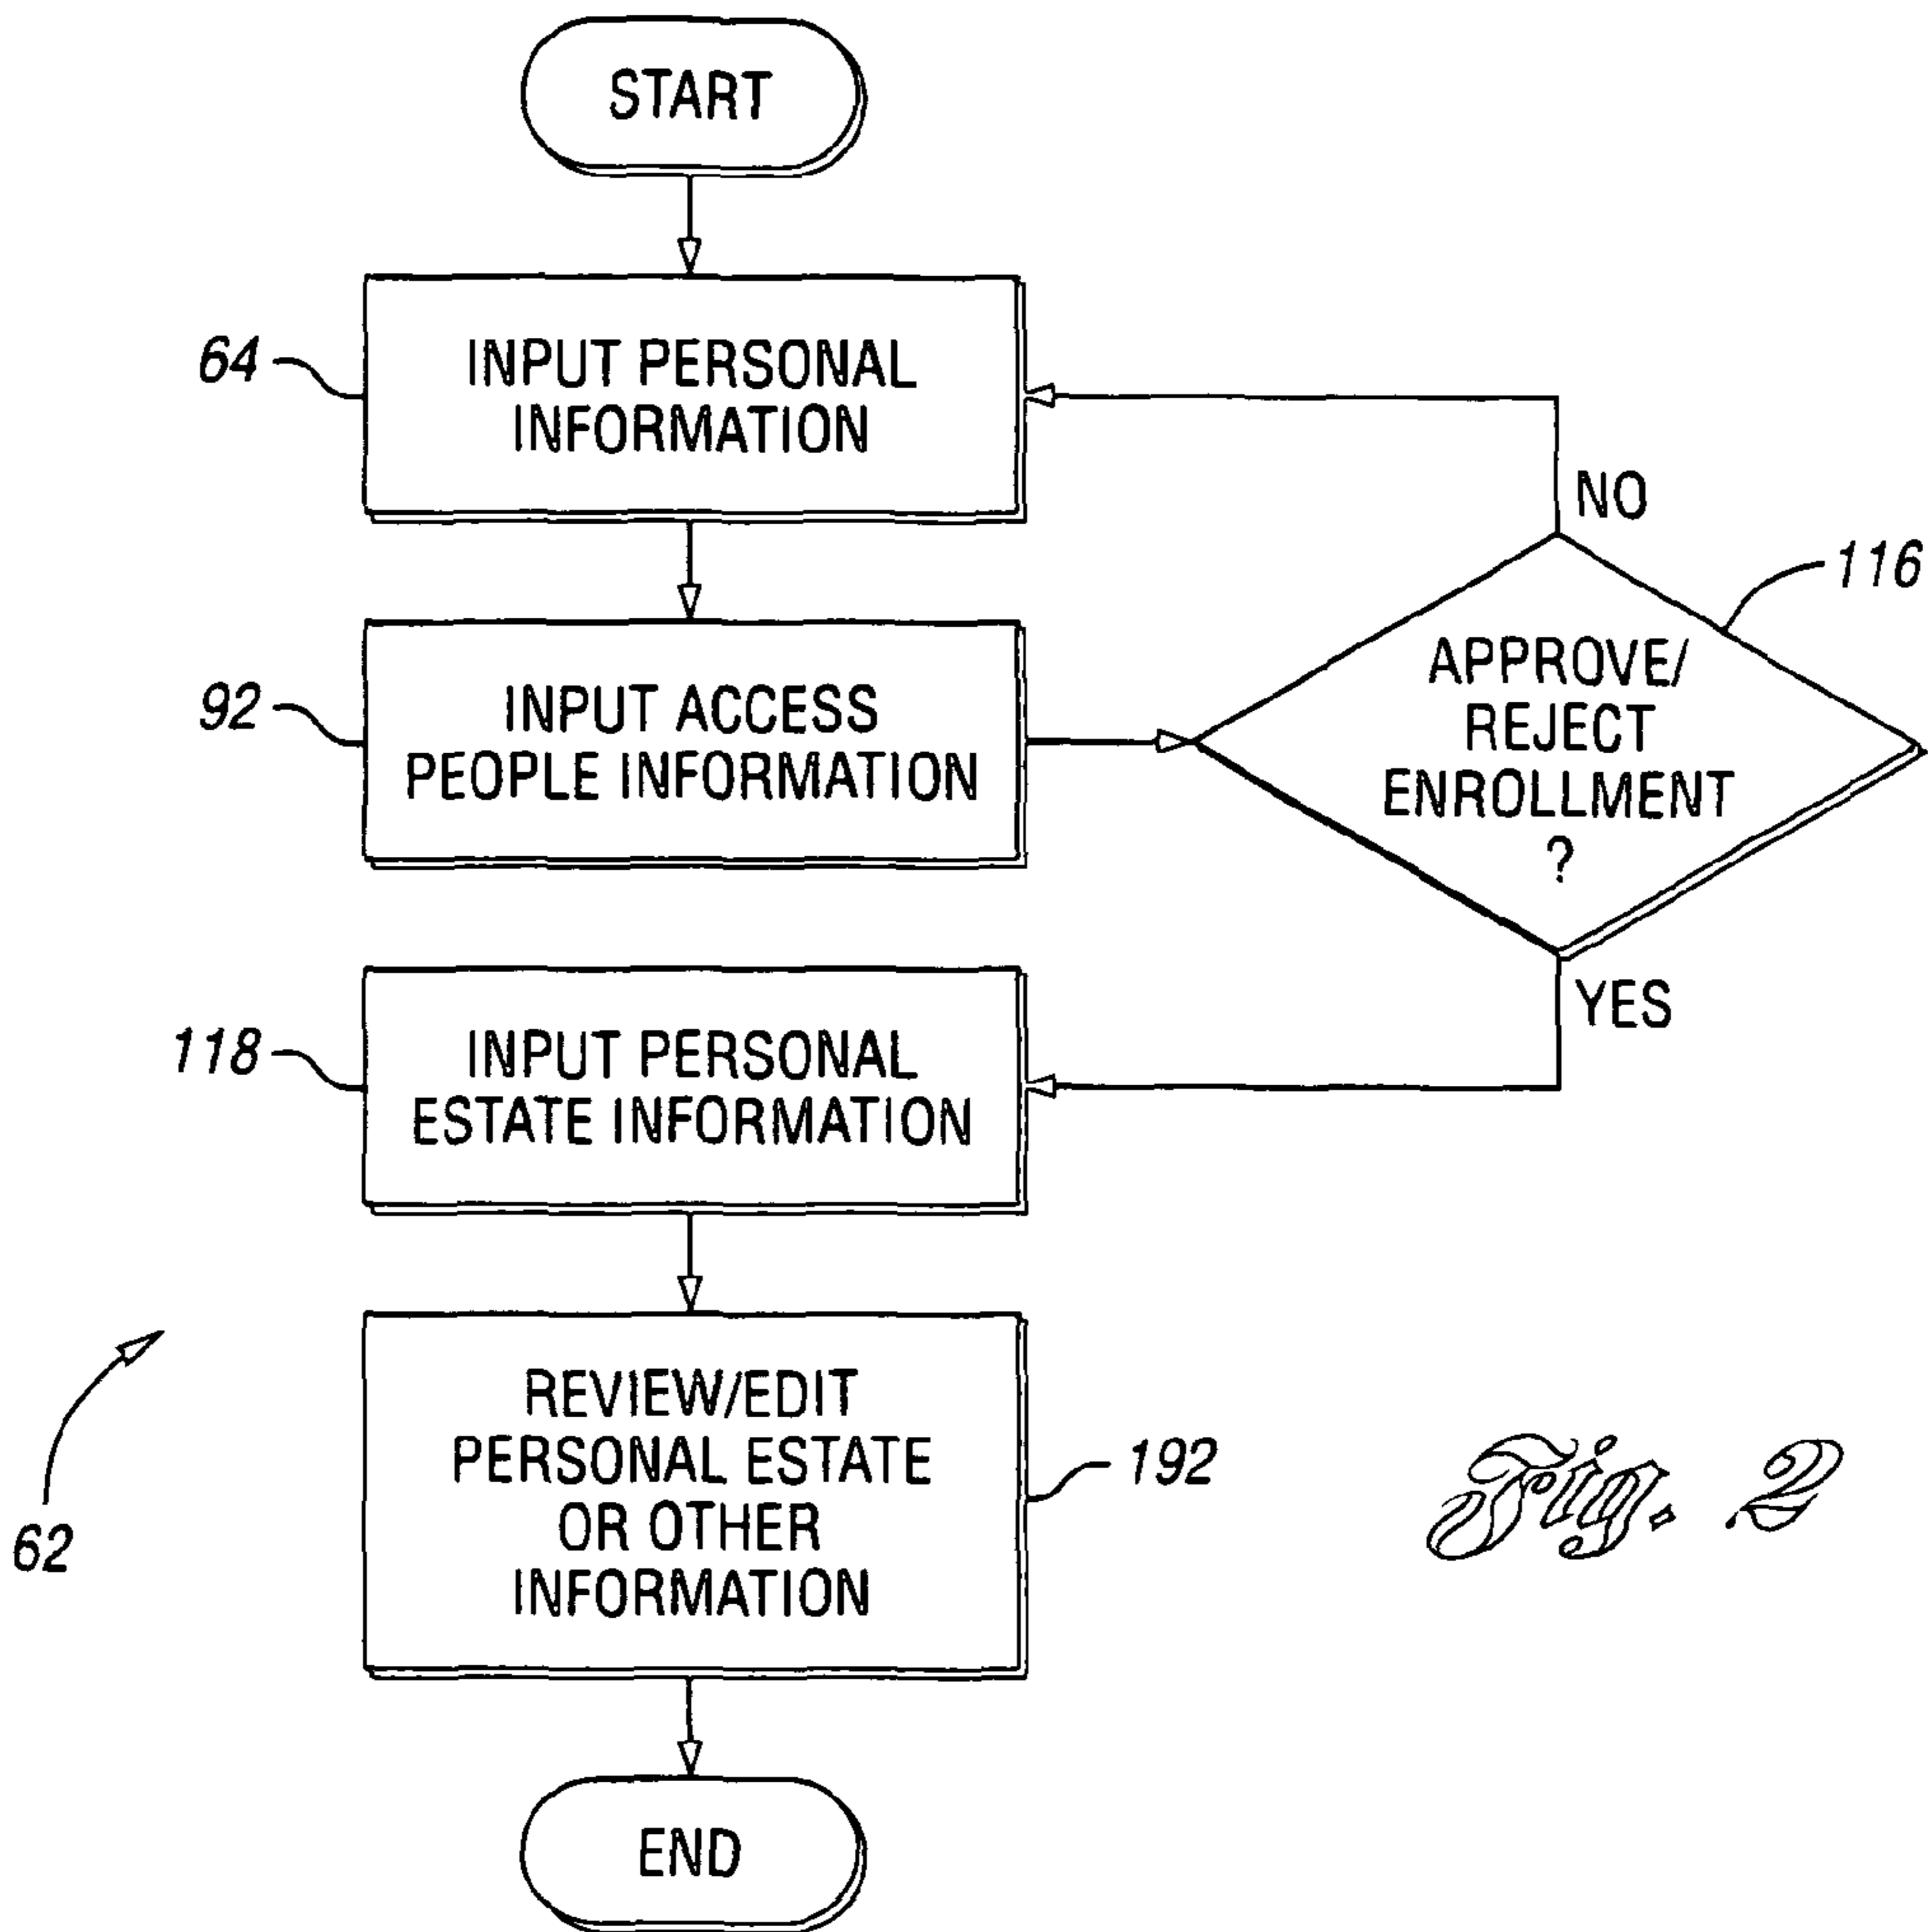 START
64
INPUT PERSONAL
INFORMATION
NO
116
92
INPUT ACCESS
PEOPLE INFORMATION
APPROVE/
REJECT
ENROLLMENT
?
YES
118
INPUT PERSONAL
ESTATE INFORMATION
REVIEW/EDIT
PERSONAL ESTATE
OR OTHER
INFORMATION
192
62
Fig. 2
END